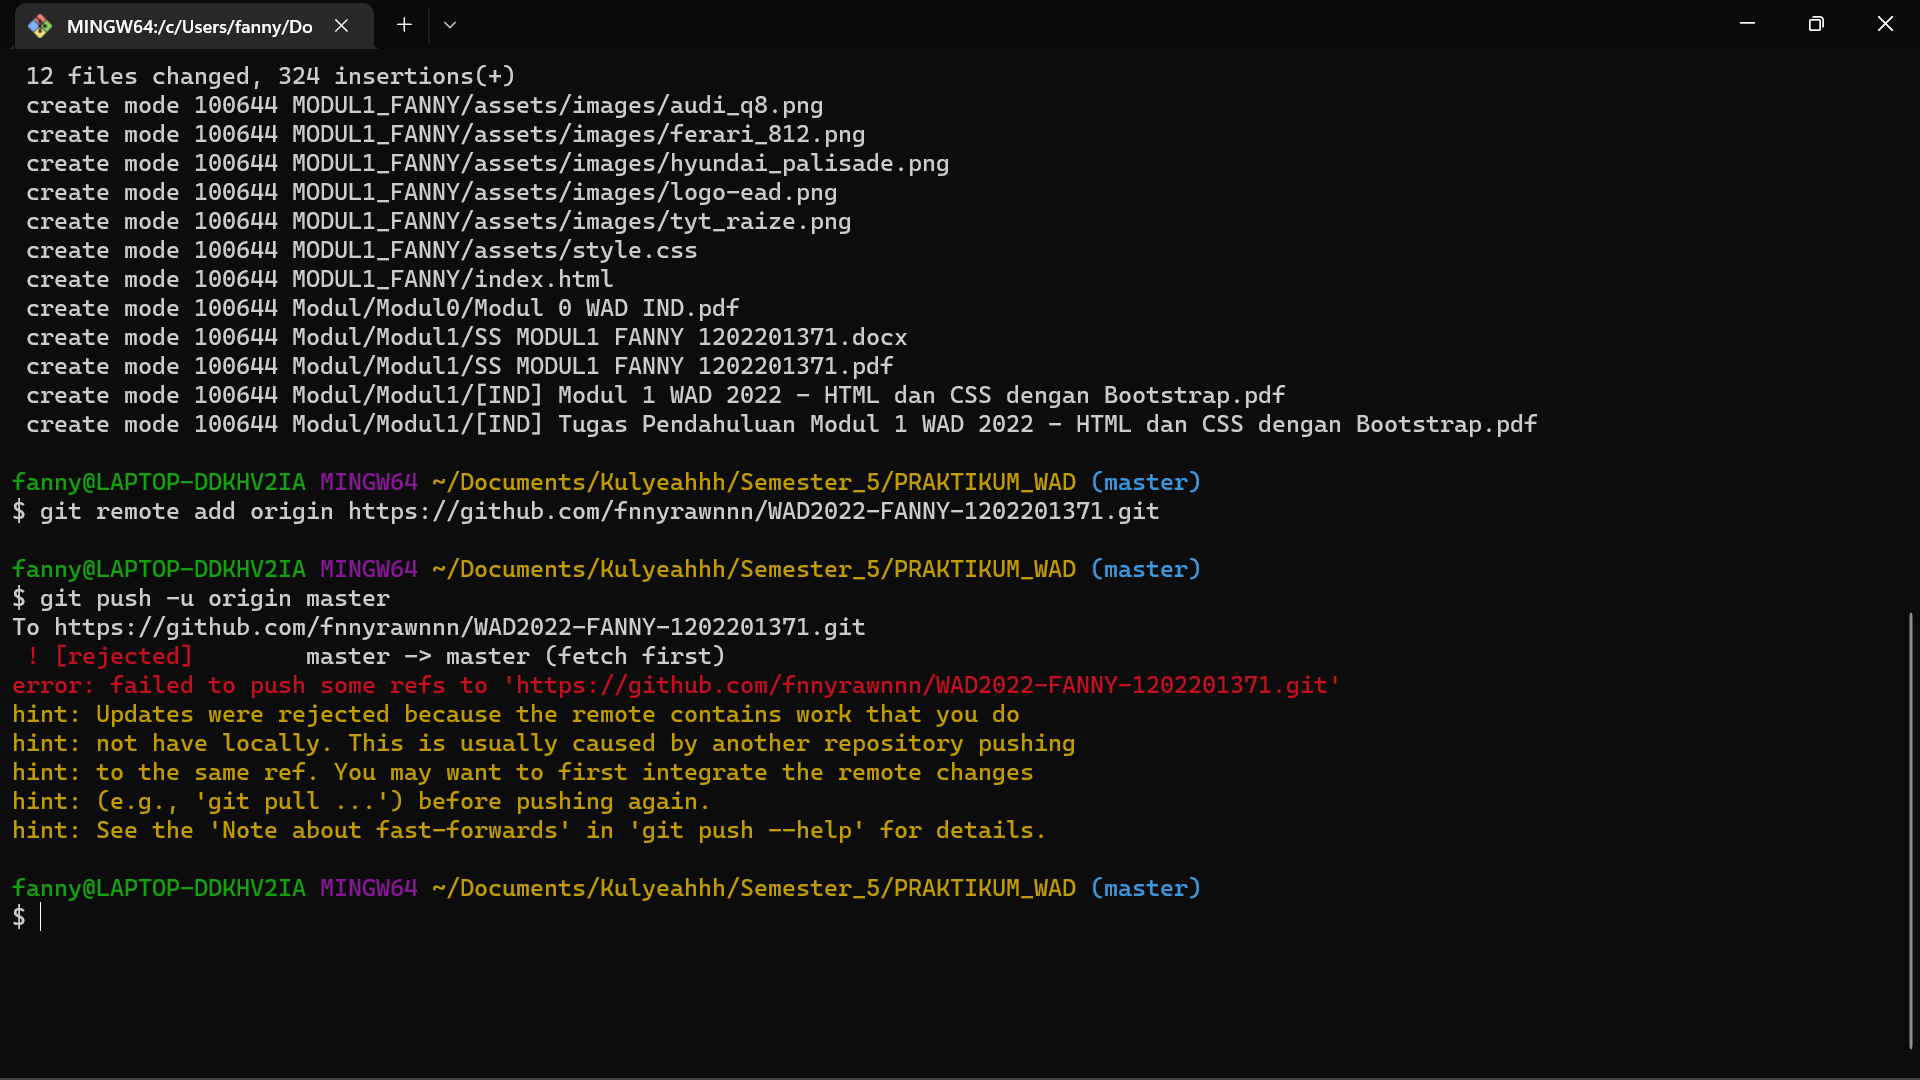 MINGW64:/c/Users/fanny/Do
12 files changed, 324 insertions(+)
create mode 100644 MODUL1_FANNY/assets/images/audi_q8.png
create mode 100644 MODUL1_FANNY/assets/images/ferari_812.png
create mode 100644 MODUL1_FANNY/assets/images/hyundai_palisade.png
create mode 100644 MODUL1_FANNY/assets/images/logo-ead.png
create mode 100644 MODUL1_FANNY/assets/images/tyt_raize.png
create mode 100644 MODUL1_FANNY/assets/style.css
create mode 100644 MODUL1_FANNY/index.html
create mode 100644 Modul/Modul0/Modul 0 WAD IND.pdf
create mode 100644 Modul/Modul1/SS MODUL1 FANNY 1202201371.docx
create mode 100644 Modul/Modul1/SS MODUL1 FANNY 1202201371.pdf
create mode 100644 Modul/Modul1/[IND] Modul 1 WAD 2022 - HTML dan CSS dengan Bootstrap.pdf
create mode 100644 Modul/Modul1/[IND] Tugas Pendahuluan Modul 1 WAD 2022 - HTML dan CSS dengan Bootstrap.pdf
fanny@LAPTOP-DDKHV2IA MINGW64 ~/Documents/Kulyeahhh/Semester_5/PRAKTIKUM_WAD (master)
$ git remote add origin https://github.com/fnnyrawnnn/WAD2022-FANNY-1202201371.git
fanny@LAPTOP-DDKHV2IA MINGW64 ~/Documents/Kulyeahhh/Semester_5/PRAKTIKUM_WAD (master)
$ git push -u origin master
To https://github.com/fnnyrawnnn/WAD2022-FANNY-1202201371.git
! [rejected]        master -> master (fetch first)
error: failed to push some refs to 'https://github.com/fnnyrawnnn/WAD2022-FANNY-1202201371.git'
hint: Updates were rejected because the remote contains work that you do
hint: not have locally. This is usually caused by another repository pushing
hint: to the same ref. You may want to first integrate the remote changes
hint: (e.g., 'git pull ...') before pushing again.
hint: See the 'Note about fast-forwards' in 'git push --help' for details.
fanny@LAPTOP-DDKHV2IA MINGW64 ~/Documents/Kulyeahhh/Semester_5/PRAKTIKUM_WAD (master)
$